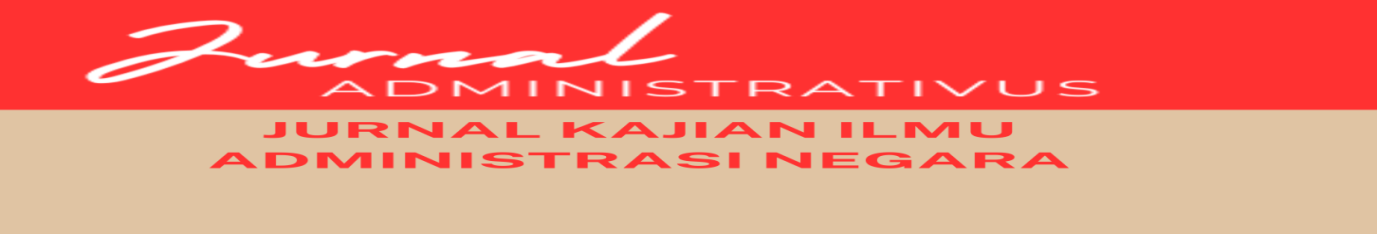 Jurnal
ADMINISTRATIVUS
JURNAL KAJIAN ILMU
ADMINISTRASI NEGARA